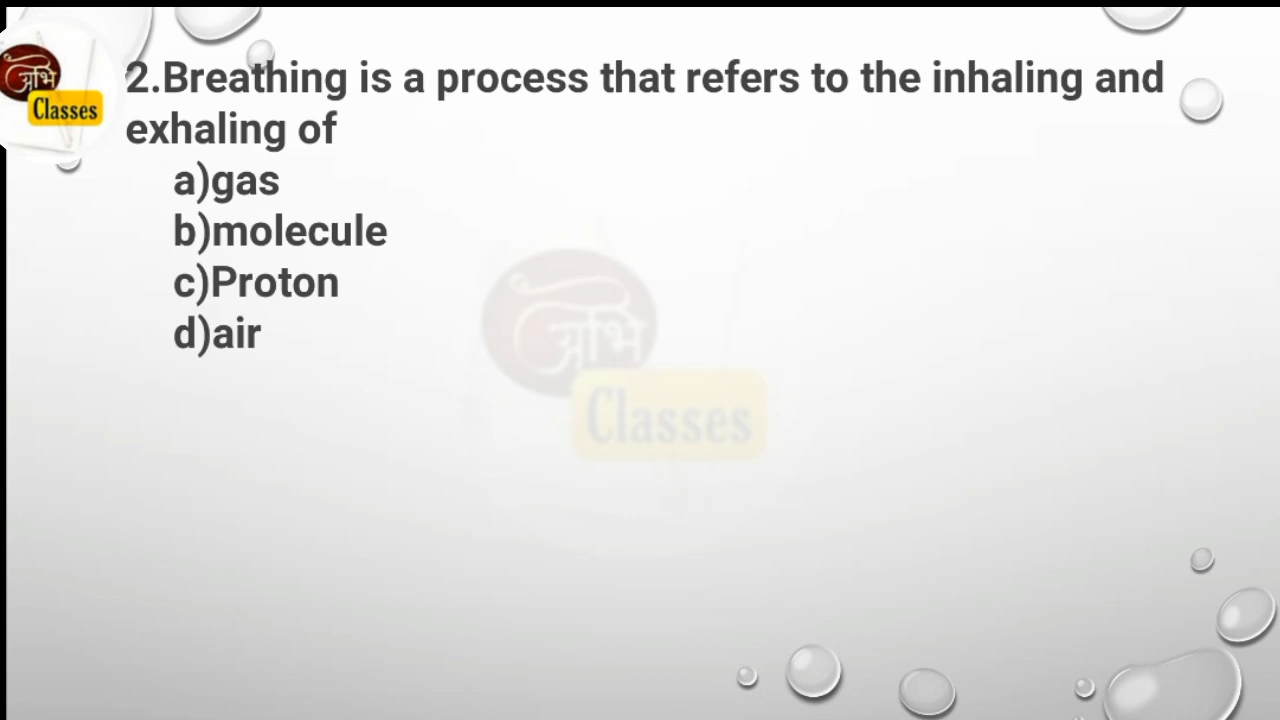 अभि
Classes
2.Breathing is a process that refers to the inhaling and
exhaling of
a)gas
b)molecule
c)Proton
d)air
अभि
Classes